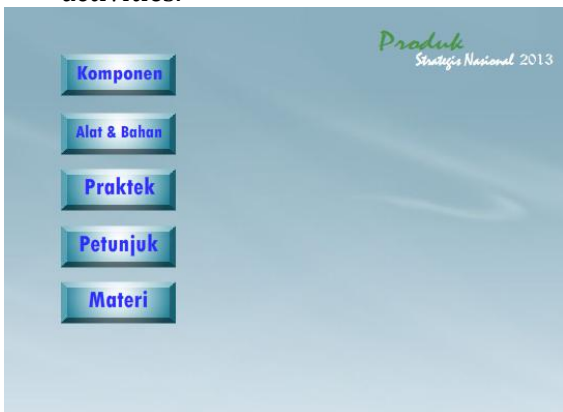 Produk
Strategis Nasional 2013
Komponen
Alat & Bahan
Praktek
Petunjuk
Materi